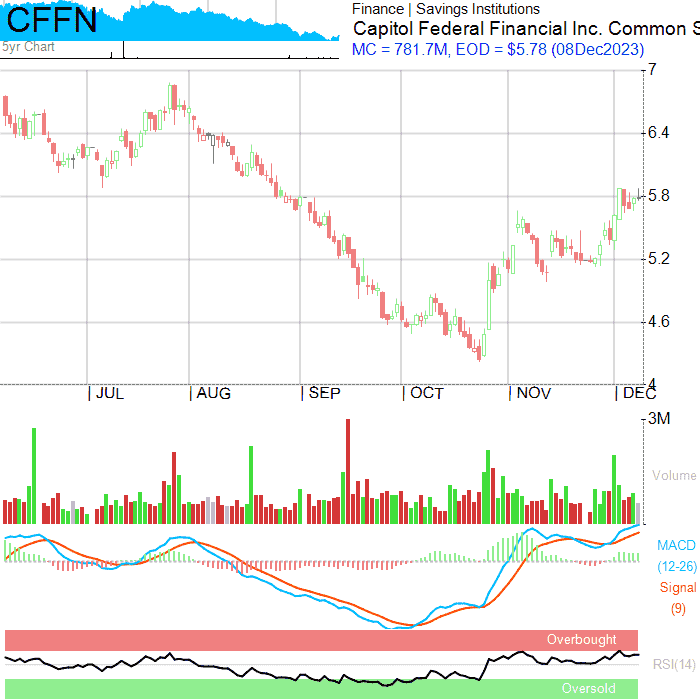 CFFN
5yr Chart
Finance | Savings Institutions
Capitol Federal Financial Inc. Common S
MC = 781.7M, EOD = $5.78 (08Dec2023)
7
6.4
5.8
5.2
4.6
4
| JUL | AUG | SEP | OCT | NOV | DEC
3M
Volume
MACD
(12-26)
Signal
(9)
Overbought
RSI(14)
Oversold